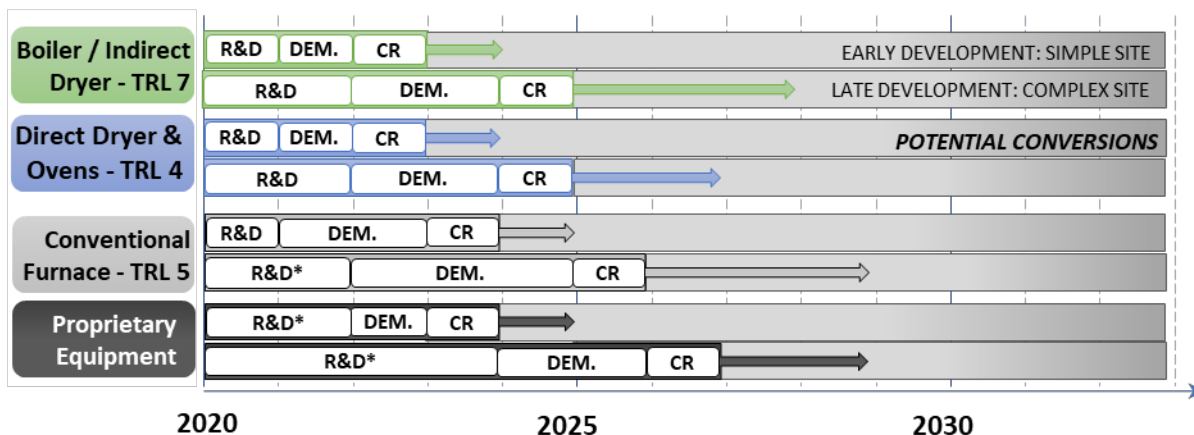 Boiler / Indirect
Dryer - TRL 7
R&D
DEM.
CR
EARLY DEVELOPMENT: SIMPLE SITE
R&D
DEM.
CR
LATE DEVELOPMENT: COMPLEX SITE
Direct Dryer &
Ovens - TRL 4
R&D
DEM.
CR
POTENTIAL CONVERSIONS
R&D
DEM.
CR
Conventional
Furnace - TRL 5
R&D
DEM.
CR
R&D*
DEM.
CR
Proprietary
Equipment
R&D*
DEM.
CR
R&D*
DEM.
CR
2020
2025
2030